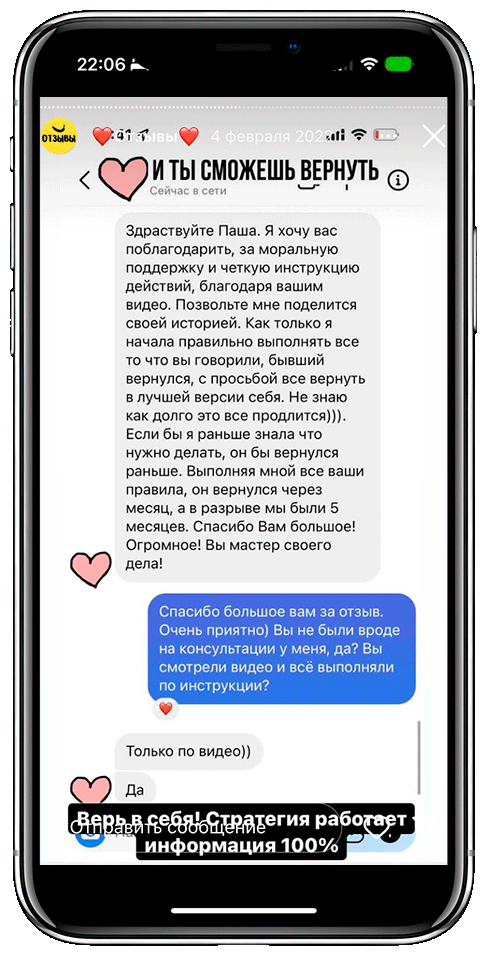 22:06
ОТЗЫВЫ
Отзывы
4 февраля
И ТЫ СМОЖЕШЬ ВЕРНУТЬ
Сейчас в сети
Здраствуйте Паша. Я хочу вас
поблагодарить, за моральную
поддержку и четкую инструкцию
действий, благодаря вашим
видео. Позвольте мне поделится
своей историей. Как только я
начала правильно выполнять все
то что вы говорили, бывший
вернулся, с просьбой все вернуть
в лучшей версии себя. Не знаю
как долго это все продлится))).
Если бы я раньше знала что
нужно делать, он бы вернулся
раньше. Выполняя мной все ваши
правила, он вернулся через
месяц, а в разрыве мы были 5
месяцев. Спасибо Вам большое!
Огромное! Вы мастер своего
дела!
Спасибо большое вам за отзыв.
Очень приятно) Вы не были вроде
на консультации у меня, да? Вы
смотрели видео и всё выполняли
по инструкции?
Только по видео))
Да
Верь в себя! Стратегия работает
Отправить сообщение
информация 100%